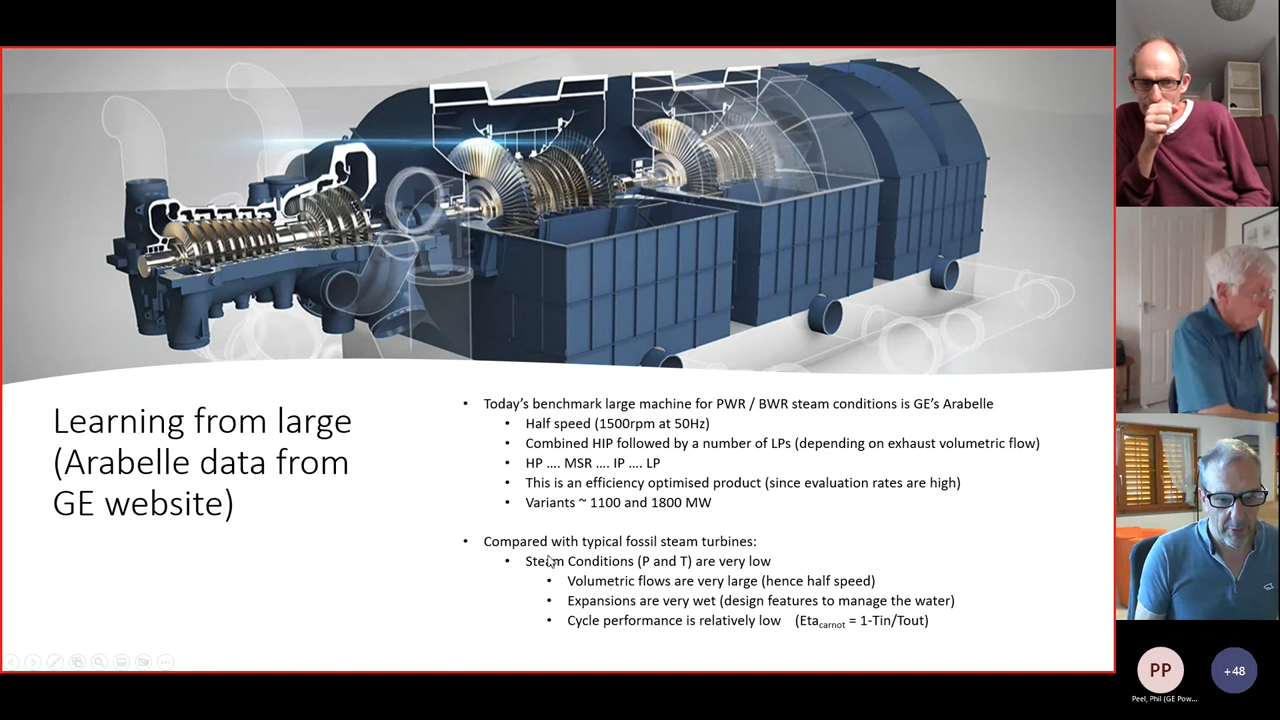 Learning from large
(Arabelle data from
GE website)
• Today's benchmark large machine for PWR / BWR steam conditions is GE's Arabelle
• Half speed (1500rpm at 50Hz)
• Combined HIP followed by a number of LPs (depending on exhaust volumetric flow)
• HP .... MSR .... IP .... LP
• This is an efficiency optimised product (since evaluation rates are high)
• Variants ~ 1100 and 1800 MW
• Compared with typical fossil steam turbines:
• Steam Conditions (P and T) are very low
• Volumetric flows are very large (hence half speed)
• Expansions are very wet (design features to manage the water)
• Cycle performance is relatively low (Eta carnot = 1-Tin/Tout)
PP
+48
Peel, Phil (GE Pow...